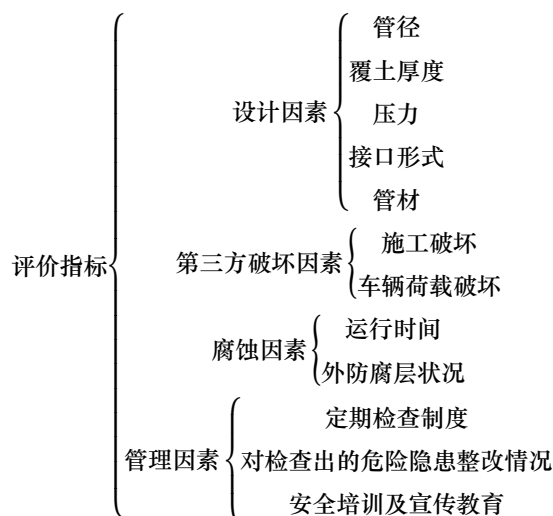 评价指标
设计因素
管径
覆土厚度
压力
接口形式
管材
第三方破坏因素
施工破坏
车辆荷载破坏
腐蚀因素
运行时间
外防腐层状况
管理因素
定期检查制度
对检查出的危险隐患整改情况
安全培训及宣传教育